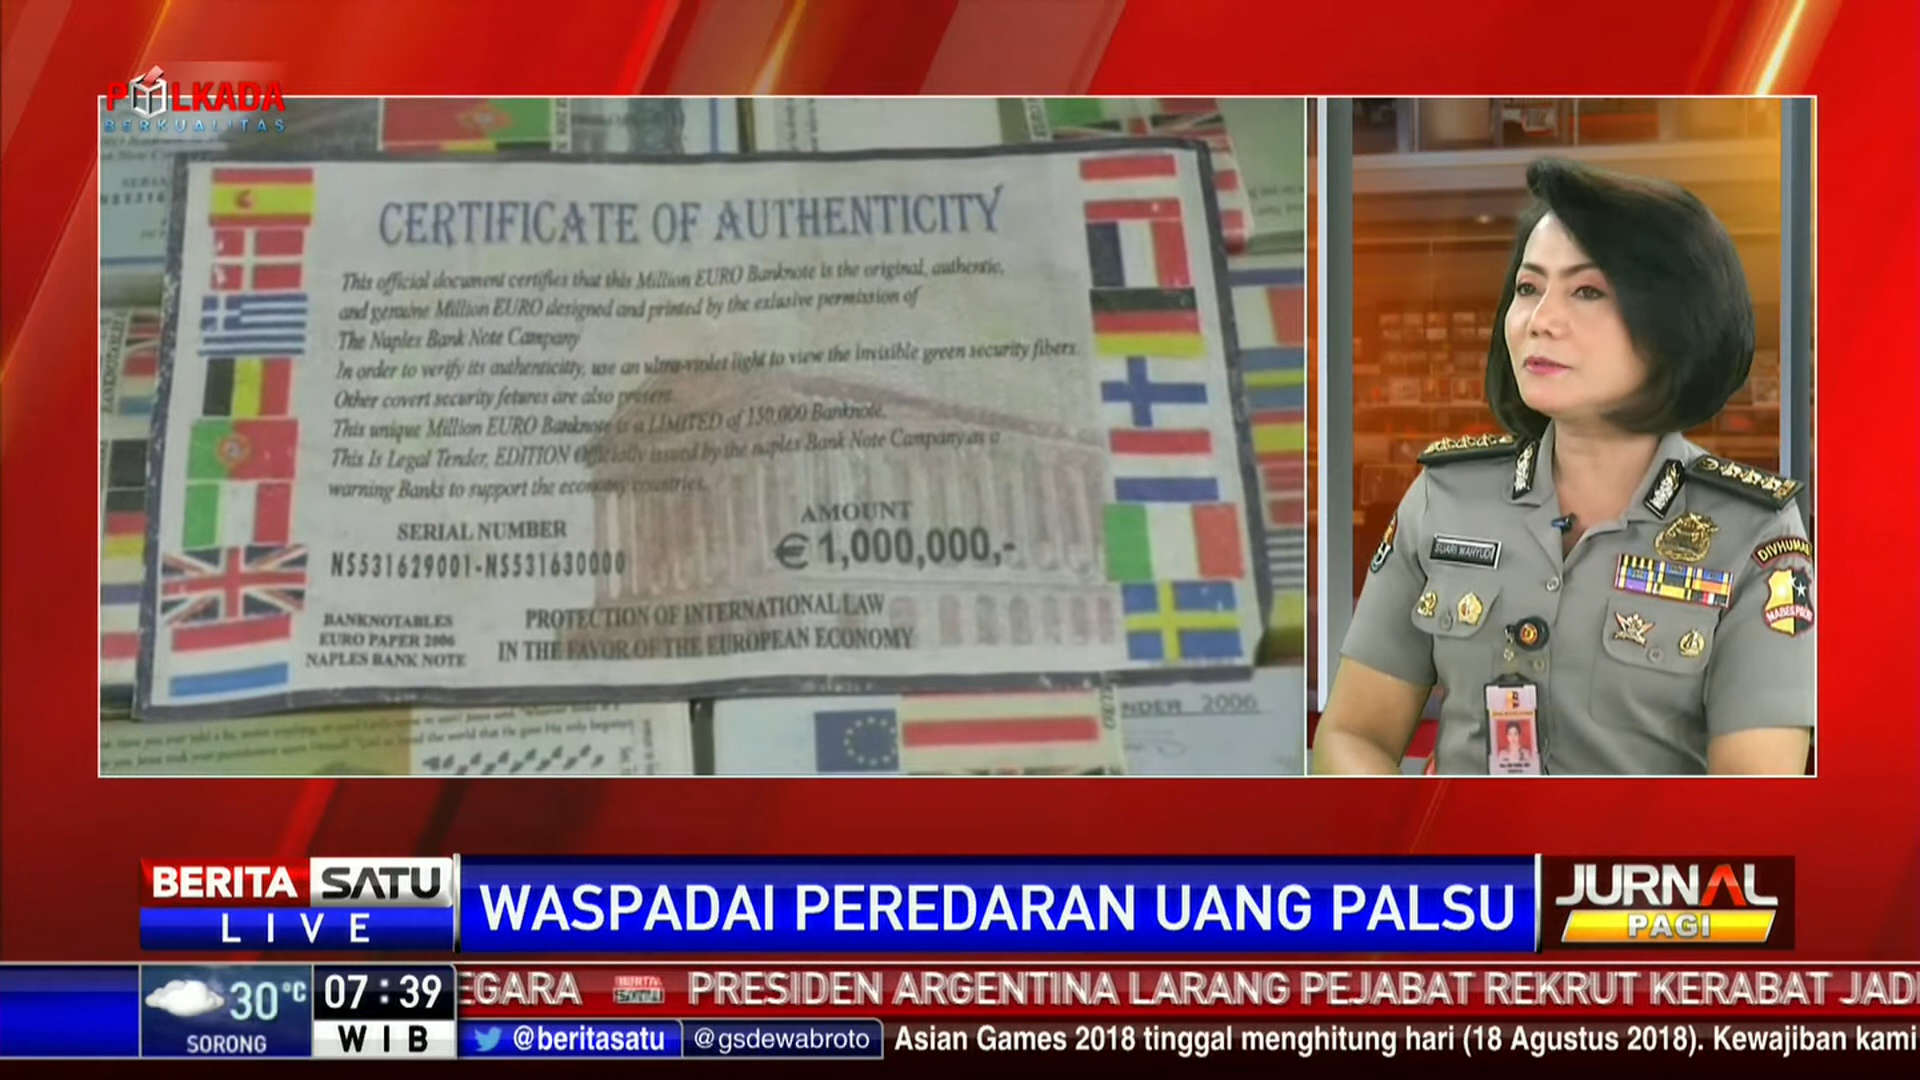 PILKADA
BERKUALITAS
CERTIFICATE OF AUTHENTICITY
This official document certifies that this Million EURO Banknote is the original, authentic,
and genuine Million EURO designed and printed by the exlusive permission of
The Naples Bank Note Company
In order to verify its authenticitiy, use an ultra-violet light to view the invisible green security fibers.
Other covert security fetures are also present.
This unique Million EURO Banknote is a LIMITED of 150.000 Banknote.
This Is Legal Tender, EDITION Officially issued by the naples Bank Note Company as a
warning Banks to support the economy countries.
SERIAL NUMBER
NS531629001-NS531630000
AMOUNT
€ 1,000,000,-
BANKNOTABLES
EURO PAPER 2006
NAPLES BANK NOTE
PROTECTION OF INTERNATIONAL LAW
IN THE FAVOR OF THE EUROPEAN ECONOMY
2006
SUARI WAHYUDI
DIVHUMAS
MABES POLRI
BERITA SATU
LIVE
WASPADAI PEREDARAN UANG PALSU
JURNAL
PAGI
30°C
SORONG
07:39
WIB
EGARA BERITA SATU PRESIDEN ARGENTINA LARANG PEJABAT REKRUT KERABAT JADI
@beritasatu @gsdewabroto Asian Games 2018 tinggal menghitung hari (18 Agustus 2018). Kewajiban kami